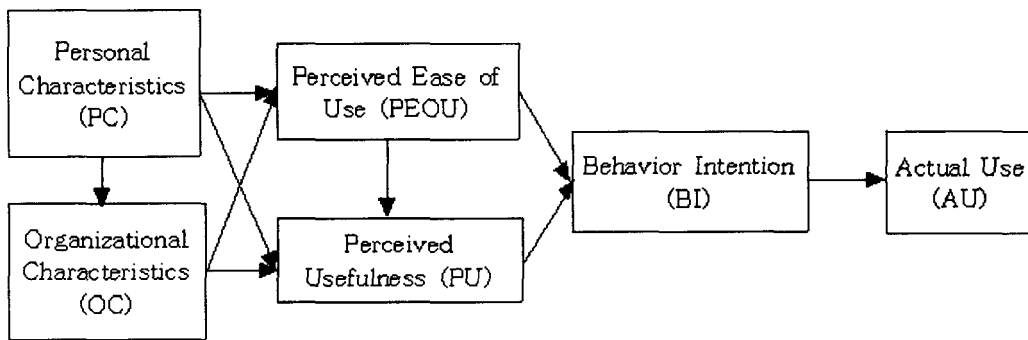 Personal
Characteristics
(PC)
Perceived Ease of
Use (PEOU)
Behavior Intention
(BI)
Actual Use
(AU)
Organizational
Characteristics
(OC)
Perceived
Usefulness (PU)